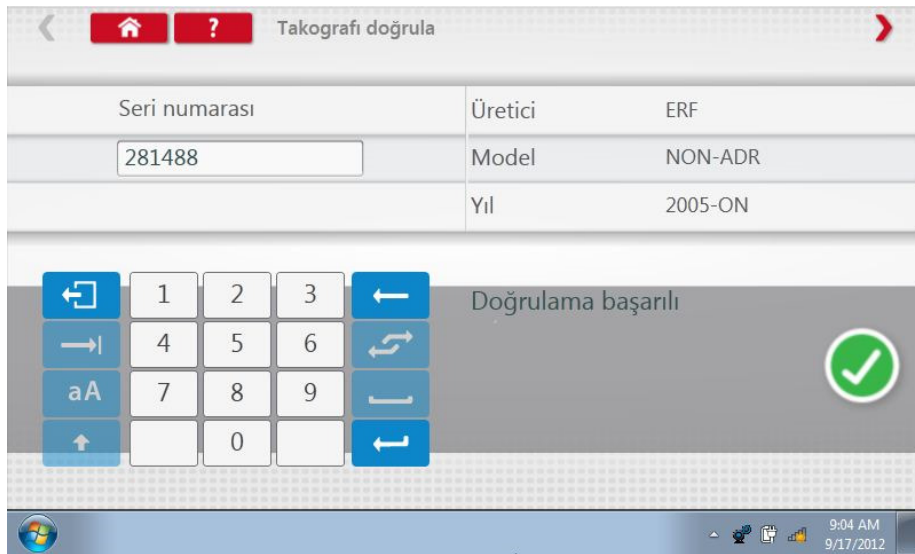 ? Takografı doğrula
Seri numarası
281488
Üretici ERF
Model NON-ADR
Yıl 2005-ON
1 2 3
4 5 6
aA 7 8 9
0
Doğrulama başarılı
9:04 AM
9/17/2012